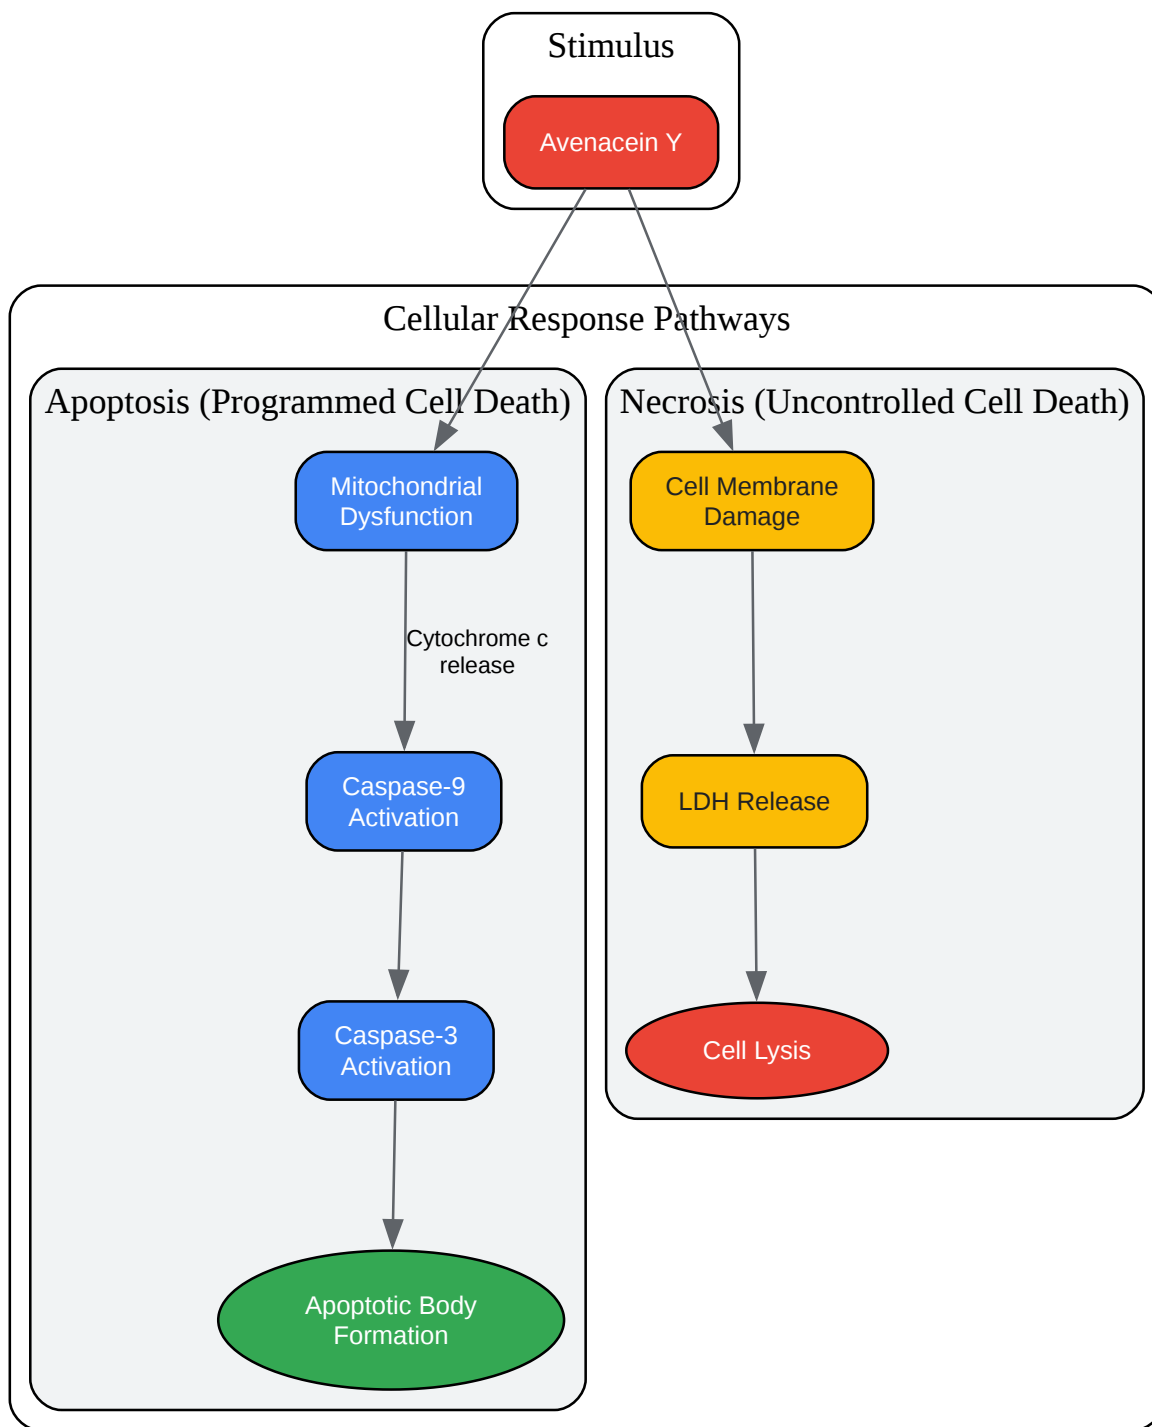 Stimulus
Avenacein Y
Cellular Response Pathways
Apoptosis (Programmed Cell Death)
Mitochondrial
Dysfunction
Cytochrome c
release
Caspase-9
Activation
Caspase-3
Activation
Apoptotic Body
Formation
Necrosis (Uncontrolled Cell Death)
Cell Membrane
Damage
LDH Release
Cell Lysis